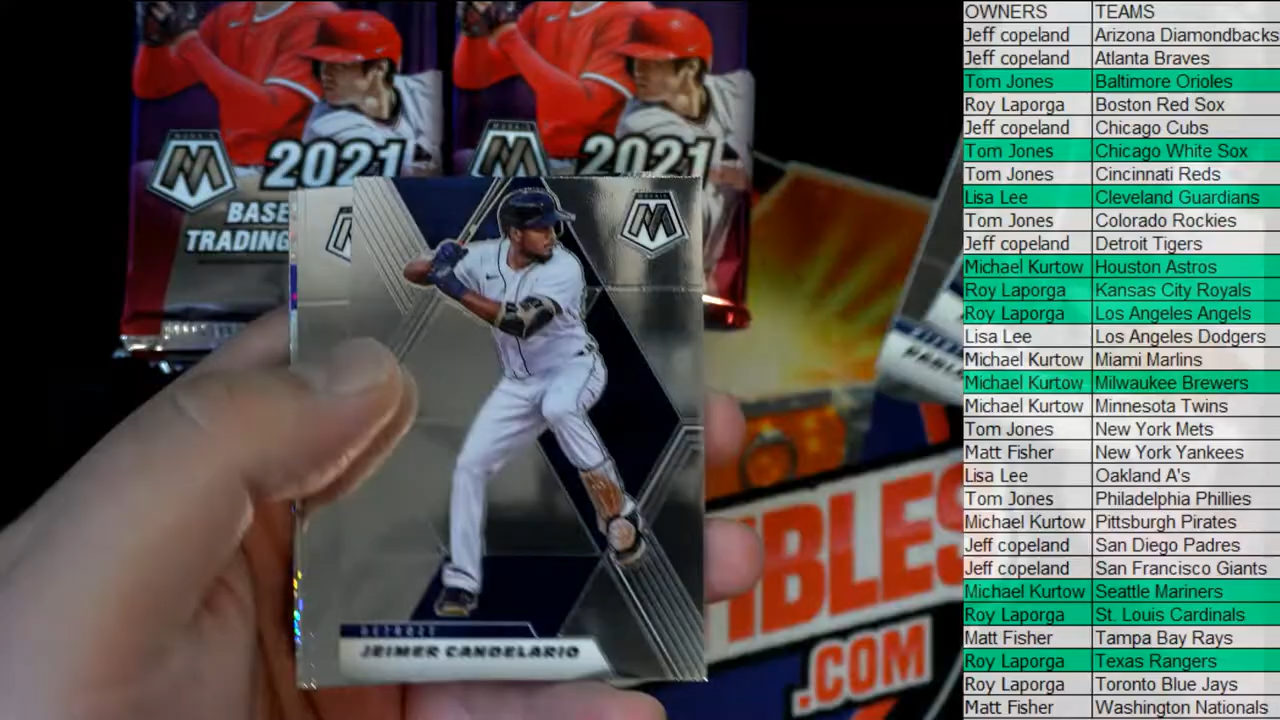 2021
2021
BASE
TRADING
MOSAIC
DETROIT
JEIMER CANDELARIO
IBLES
.COM
OWNERS TEAMS
Jeff copeland Arizona Diamondbacks
Jeff copeland Atlanta Braves
Tom Jones Baltimore Orioles
Roy Laporga Boston Red Sox
Jeff copeland Chicago Cubs
Tom Jones Chicago White Sox
Tom Jones Cincinnati Reds
Lisa Lee Cleveland Guardians
Tom Jones Colorado Rockies
Jeff copeland Detroit Tigers
Michael Kurtow Houston Astros
Roy Laporga Kansas City Royals
Roy Laporga Los Angeles Angels
Lisa Lee Los Angeles Dodgers
Michael Kurtow Miami Marlins
Michael Kurtow Milwaukee Brewers
Michael Kurtow Minnesota Twins
Tom Jones New York Mets
Matt Fisher New York Yankees
Lisa Lee Oakland A's
Tom Jones Philadelphia Phillies
Michael Kurtow Pittsburgh Pirates
Jeff copeland San Diego Padres
Jeff copeland San Francisco Giants
Michael Kurtow Seattle Mariners
Roy Laporga St. Louis Cardinals
Matt Fisher Tampa Bay Rays
Roy Laporga Texas Rangers
Roy Laporga Toronto Blue Jays
Matt Fisher Washington Nationals